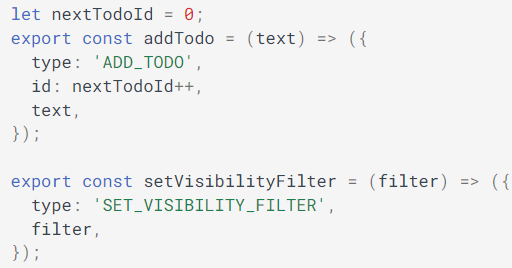 let nextTodoId = 0;
export const addTodo = (text) => ({
  type: 'ADD_TODO',
  id: nextTodoId++,
  text,
});

export const setVisibilityFilter = (filter) => ({
  type: 'SET_VISIBILITY_FILTER',
  filter,
});